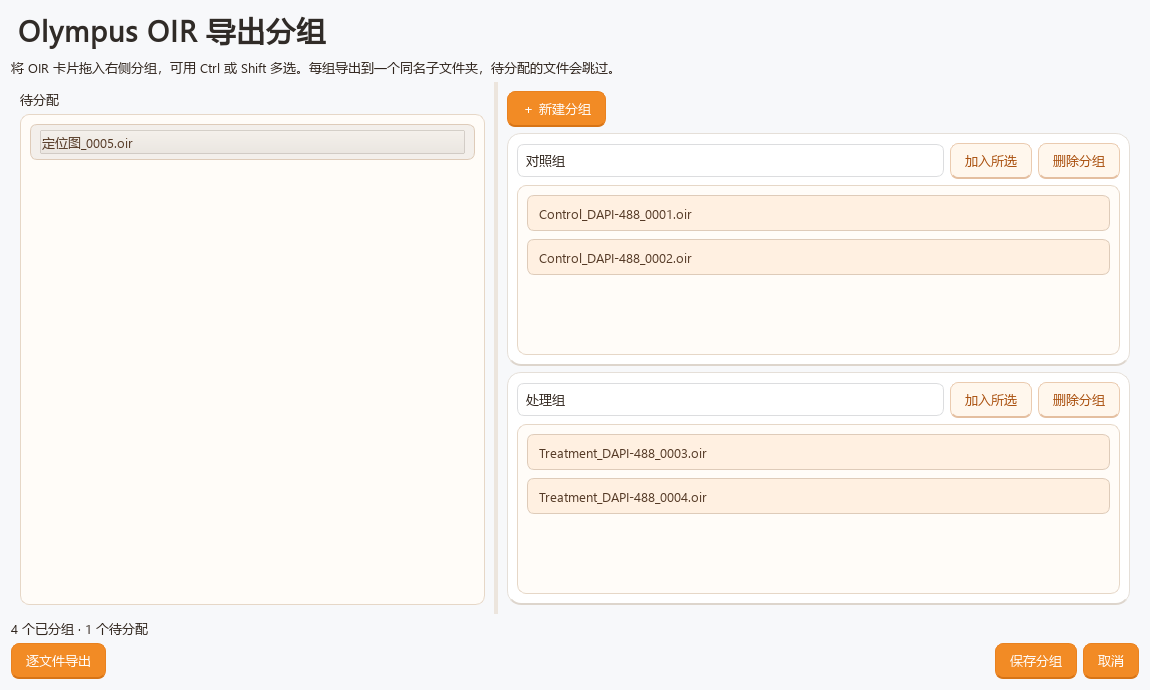 Olympus OIR 导出分组
将 OIR 卡片拖入右侧分组，可用 Ctrl 或 Shift 多选。每组导出到一个同名子文件夹，待分配的文件会跳过。
待分配
定位图_0005.oir
+ 新建分组
对照组
加入所选
删除分组
Control_DAPI-488_0001.oir
Control_DAPI-488_0002.oir
处理组
加入所选
删除分组
Treatment_DAPI-488_0003.oir
Treatment_DAPI-488_0004.oir
4 个已分组 · 1 个待分配
逐文件导出
保存分组
取消